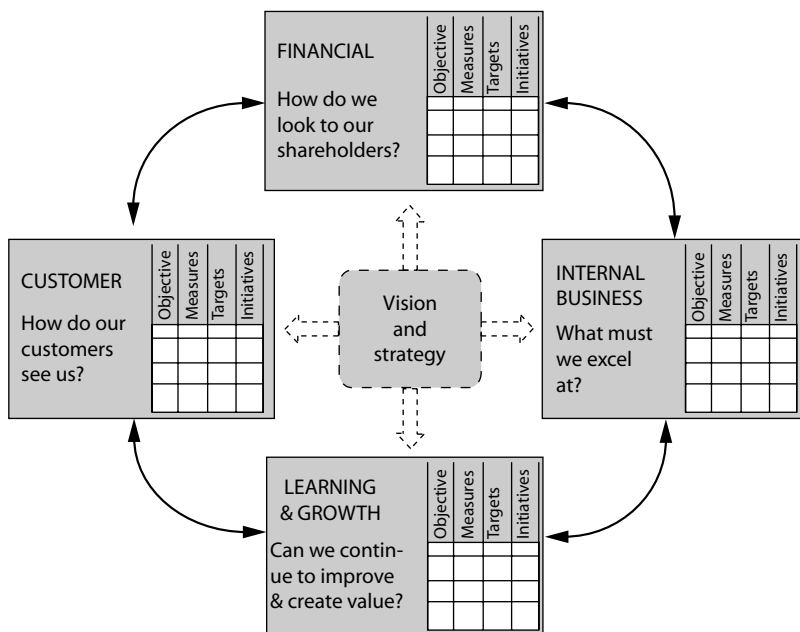 FINANCIAL
How do we
look to our
shareholders?
Objective
Measures
Targets
Initiatives
CUSTOMER
How do our
customers
see us?
Objective
Measures
Targets
Initiatives
Vision
and
strategy
INTERNAL
BUSINESS
What must
we excel
at?
Objective
Measures
Targets
Initiatives
LEARNING
& GROWTH
Can we contin-
ue to improve
& create value?
Objective
Measures
Targets
Initiatives